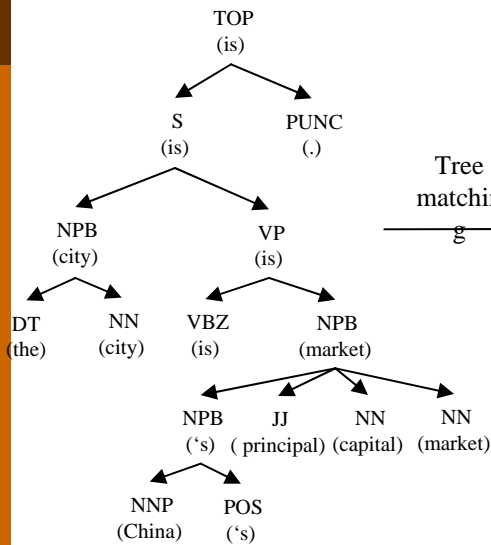 TOP
(is)
S PUNC
(is) (.)
Tree
matchin
g
NPB VP
(city) (is)
DT NN VBZ NPB
(the) (city) (is) (market)
NPB JJ NN NN
(‘s) ( principal) (capital) (market)
NNP POS
(China) (‘s)